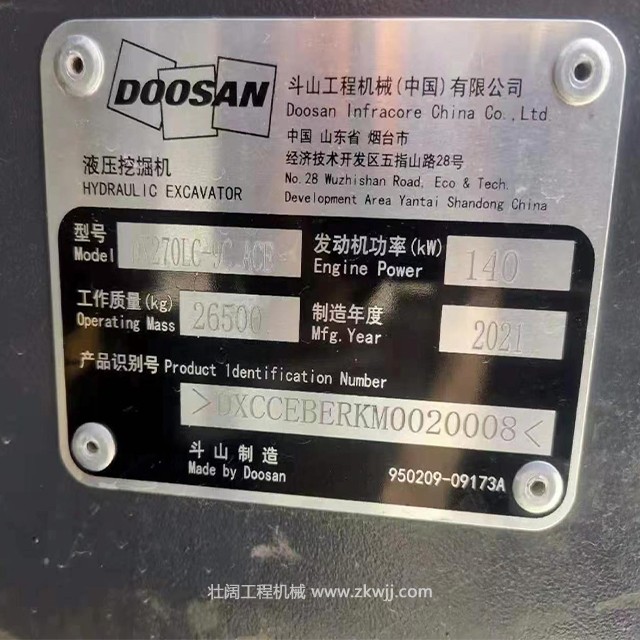 DOOSAN
斗山工程机械(中国)有限公司
Doosan Infracore China Co.,Ltd.
中国 山东省 烟台市
经济技术开发区五指山路28号
No.28 Wuzhishan Road, Eco & Tech.
Development Area Yantai Shandong China
液压挖掘机
HYDRAULIC EXCAVATOR
型号
Model
发动机功率(kW) 140
Engine Power
工作质量(kg) 26500
Operating Mass
制造年度 2021
Mfg. Year
产品识别号 Product Identification Number
>DXCCEBERKM0020008<
斗山制造
Made by Doosan
950209-09173A
壮阔工程机械 www.zkwjj.com